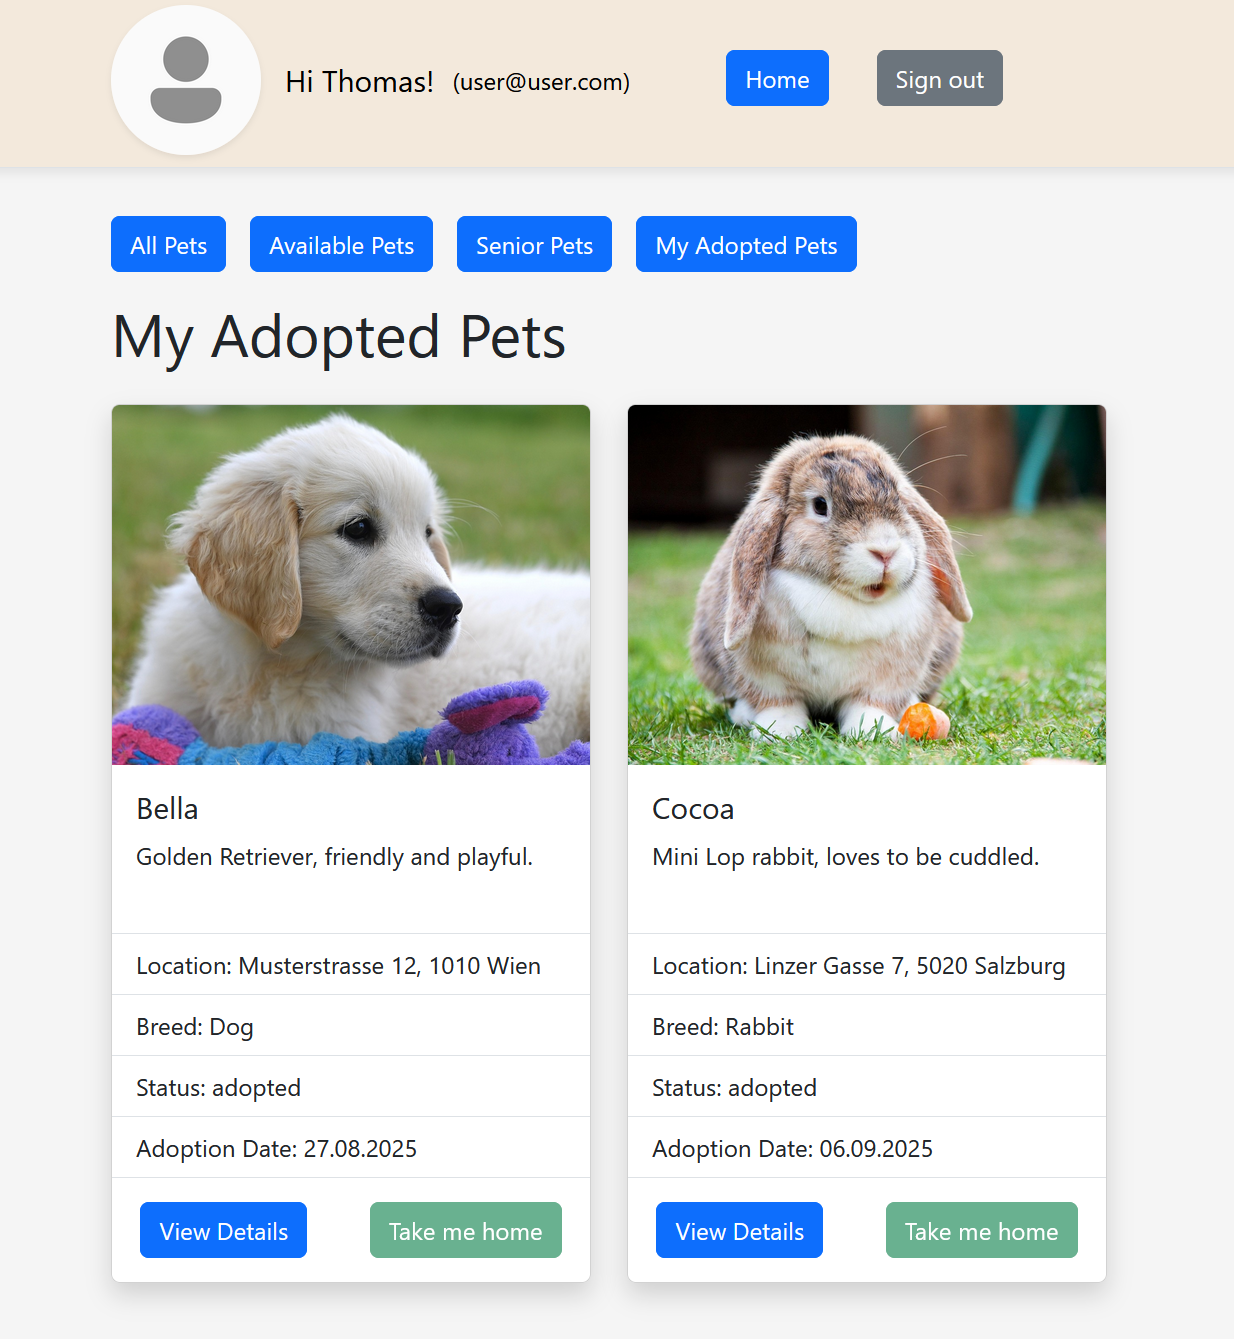 Hi Thomas! (user@user.com) Home Sign out
All Pets Available Pets Senior Pets My Adopted Pets
My Adopted Pets
Bella
Golden Retriever, friendly and playful.
Location: Musterstrasse 12, 1010 Wien
Breed: Dog
Status: adopted
Adoption Date: 27.08.2025
View Details Take me home
Cocoa
Mini Lop rabbit, loves to be cuddled.
Location: Linzer Gasse 7, 5020 Salzburg
Breed: Rabbit
Status: adopted
Adoption Date: 06.09.2025
View Details Take me home